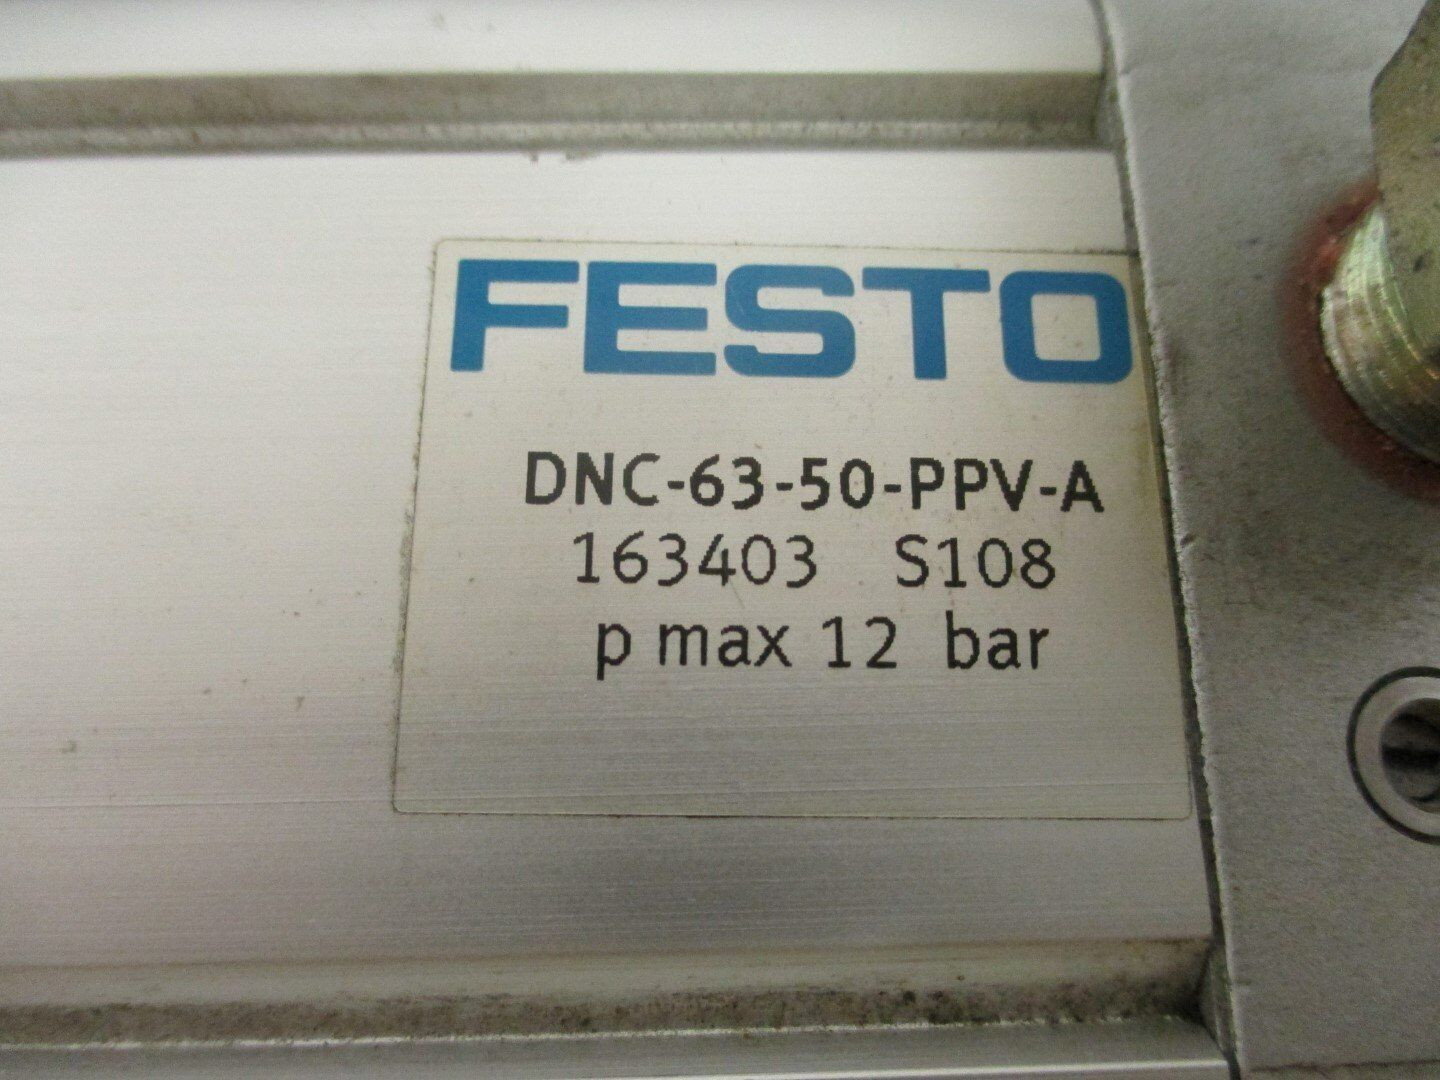 FESTO
DNC-63-50-PPV-A
163403 S108
p max 12 bar